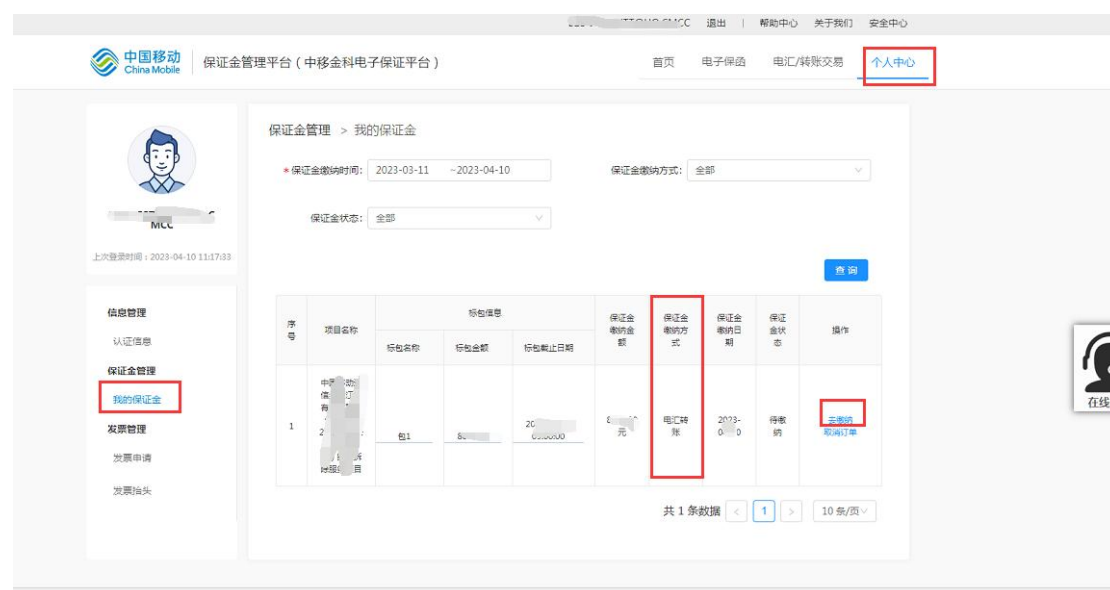 退出 | 帮助中心 关于我们 安全中心
中国移动
China Mobile
保证金管理平台（中移金科电子保证平台）
首页 电子保函 电汇/转账交易 个人中心
MCC
上次登录时间：2023-04-10 11:17:33
信息管理
认证信息
保证金管理
我的保证金
发票管理
发票申请
发票抬头
保证金管理 > 我的保证金
*保证金缴纳时间: 2023-03-11 ~2023-04-10
保证金缴纳方式: 全部
保证金状态: 全部
查 询
序号
项目名称
标包信息
标包名称
标包金额
标包截止日期
保证金缴纳金额
保证金缴纳方式
保证金缴纳日期
保证金状态
操作
1
包1
元
电汇转账
2023-
待缴纳
去缴纳
取消订单
共 1 条数据 < 1 > 10 条/页
在线